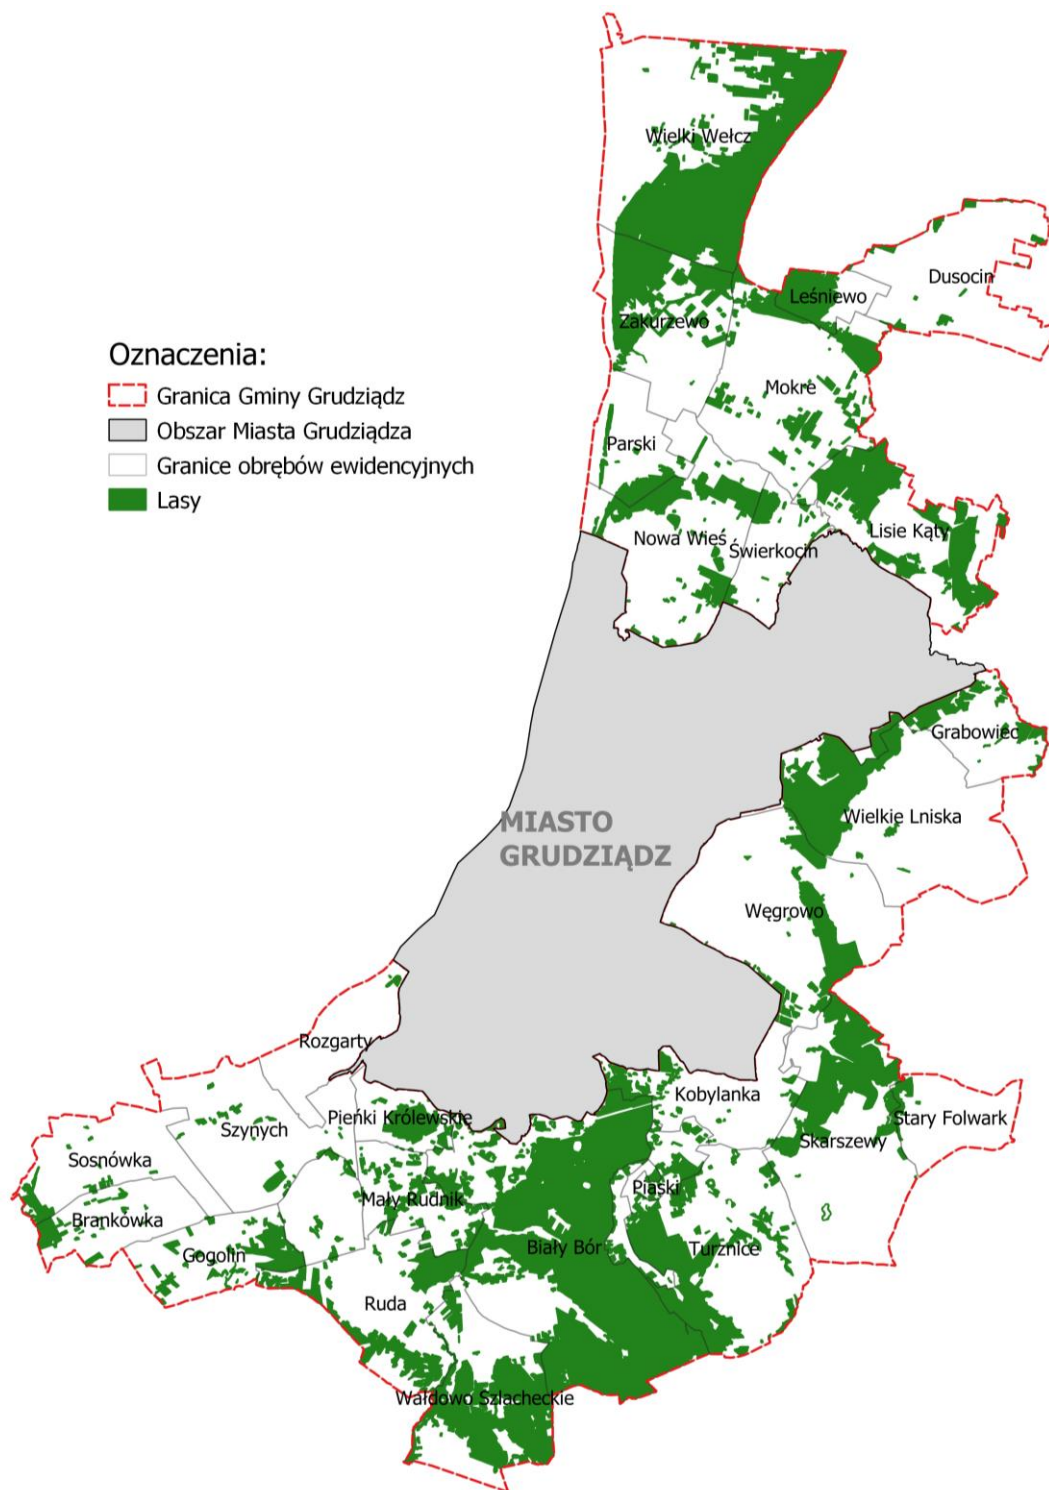 Wielki Wełcz
Dusocin
Leśniewo
Zakurzewo
Oznaczenia:
Granica Gminy Grudziądz
Obszar Miasta Grudziądza
Granice obrębów ewidencyjnych
Lasy
Mokre
Parski
Nowa Wieś
Świerkocin
Lisie Kąty
Grabowiec
Wielkie Lniska
MIASTO
GRUDZIĄDZ
Węgrowo
Rozgarty
Kobylanka
Pieńki Królewskie
Stary Folwark
Szynych
Skarszewy
Sosnówka
Piaski
Mały Rudnik
Brankówka
Biały Bór
Turznice
Gogolin
Ruda
Wałdowo Szlacheckie